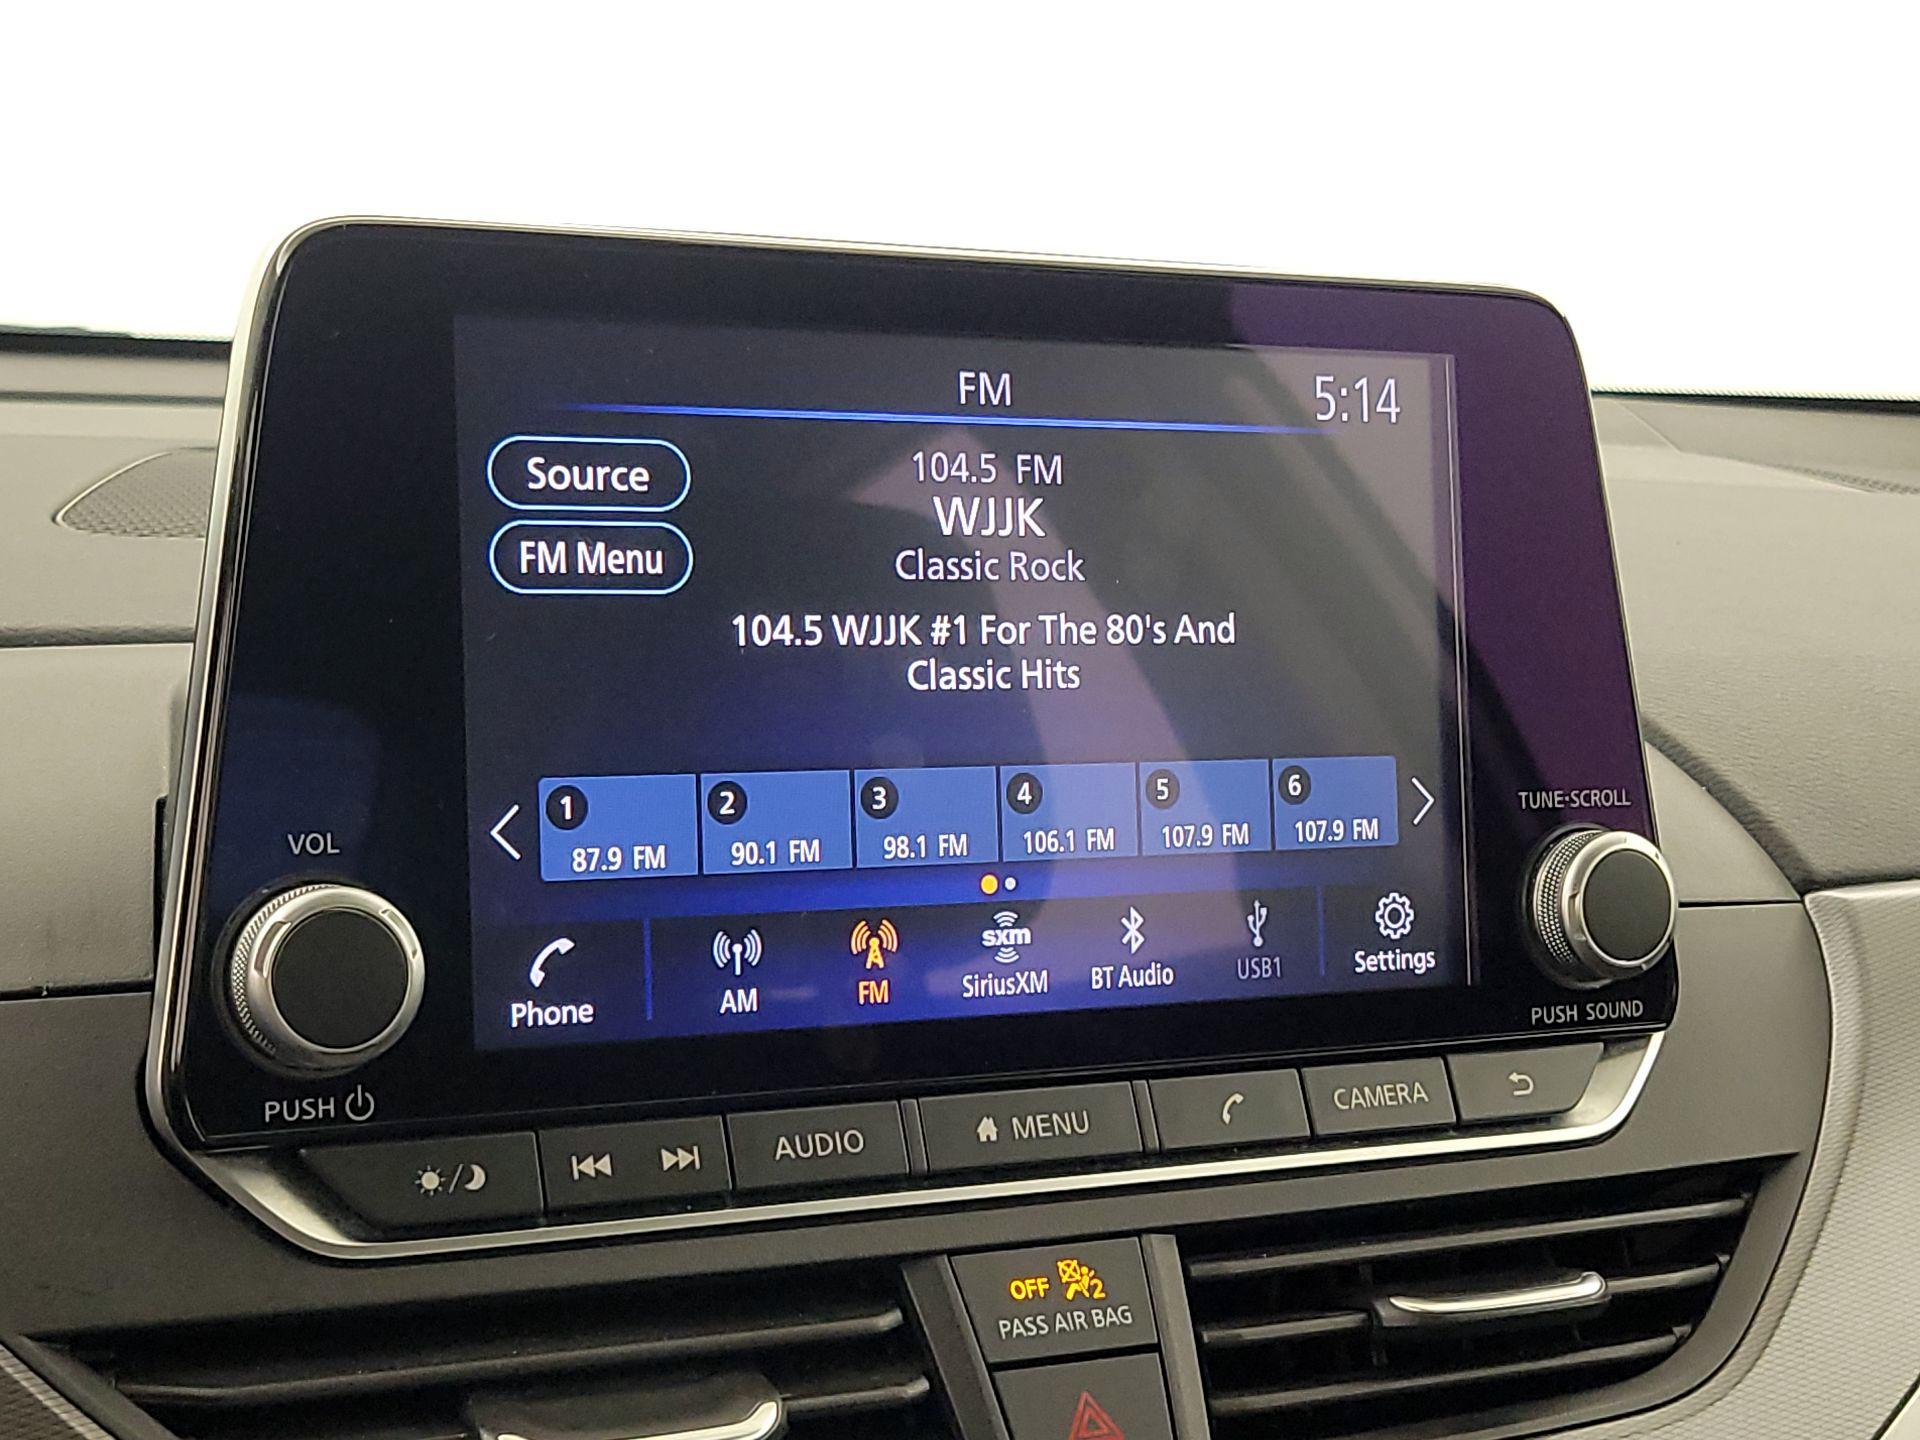 FM
5:14
Source
FM Menu
104.5 FM
WJJK
Classic Rock
104.5 WJJK #1 For The 80's And
Classic Hits
1
87.9 FM
2
90.1 FM
3
98.1 FM
4
106.1 FM
5
107.9 FM
6
107.9 FM
Phone
AM
FM
sxm
SiriusXM
BT Audio
USB1
Settings
VOL
PUSH
TUNE·SCROLL
PUSH SOUND
AUDIO
MENU
CAMERA
OFF 2
PASS AIR BAG